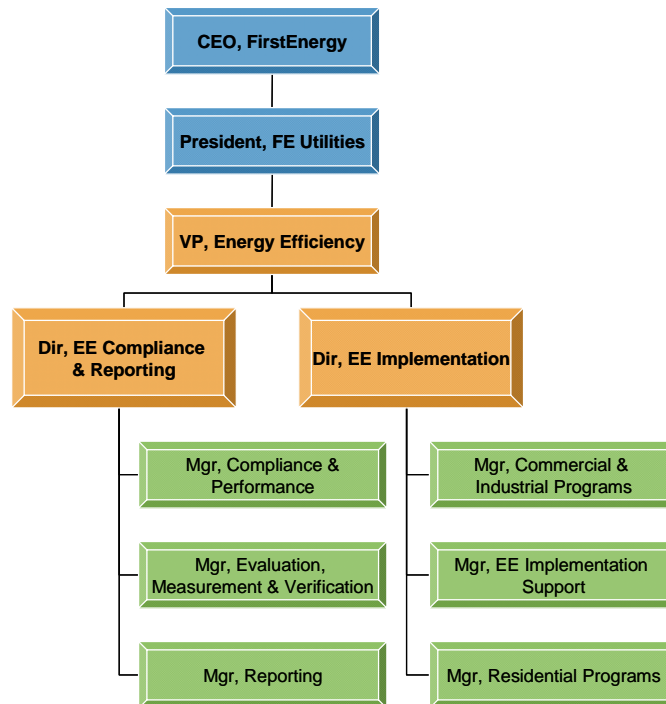 CEO, FirstEnergy
President, FE Utilities
VP, Energy Efficiency
Dir, EE Compliance
& Reporting
Dir, EE Implementation
Mgr, Compliance &
Performance
Mgr, Commercial &
Industrial Programs
Mgr, Evaluation,
Measurement & Verification
Mgr, EE Implementation
Support
Mgr, Reporting
Mgr, Residential Programs